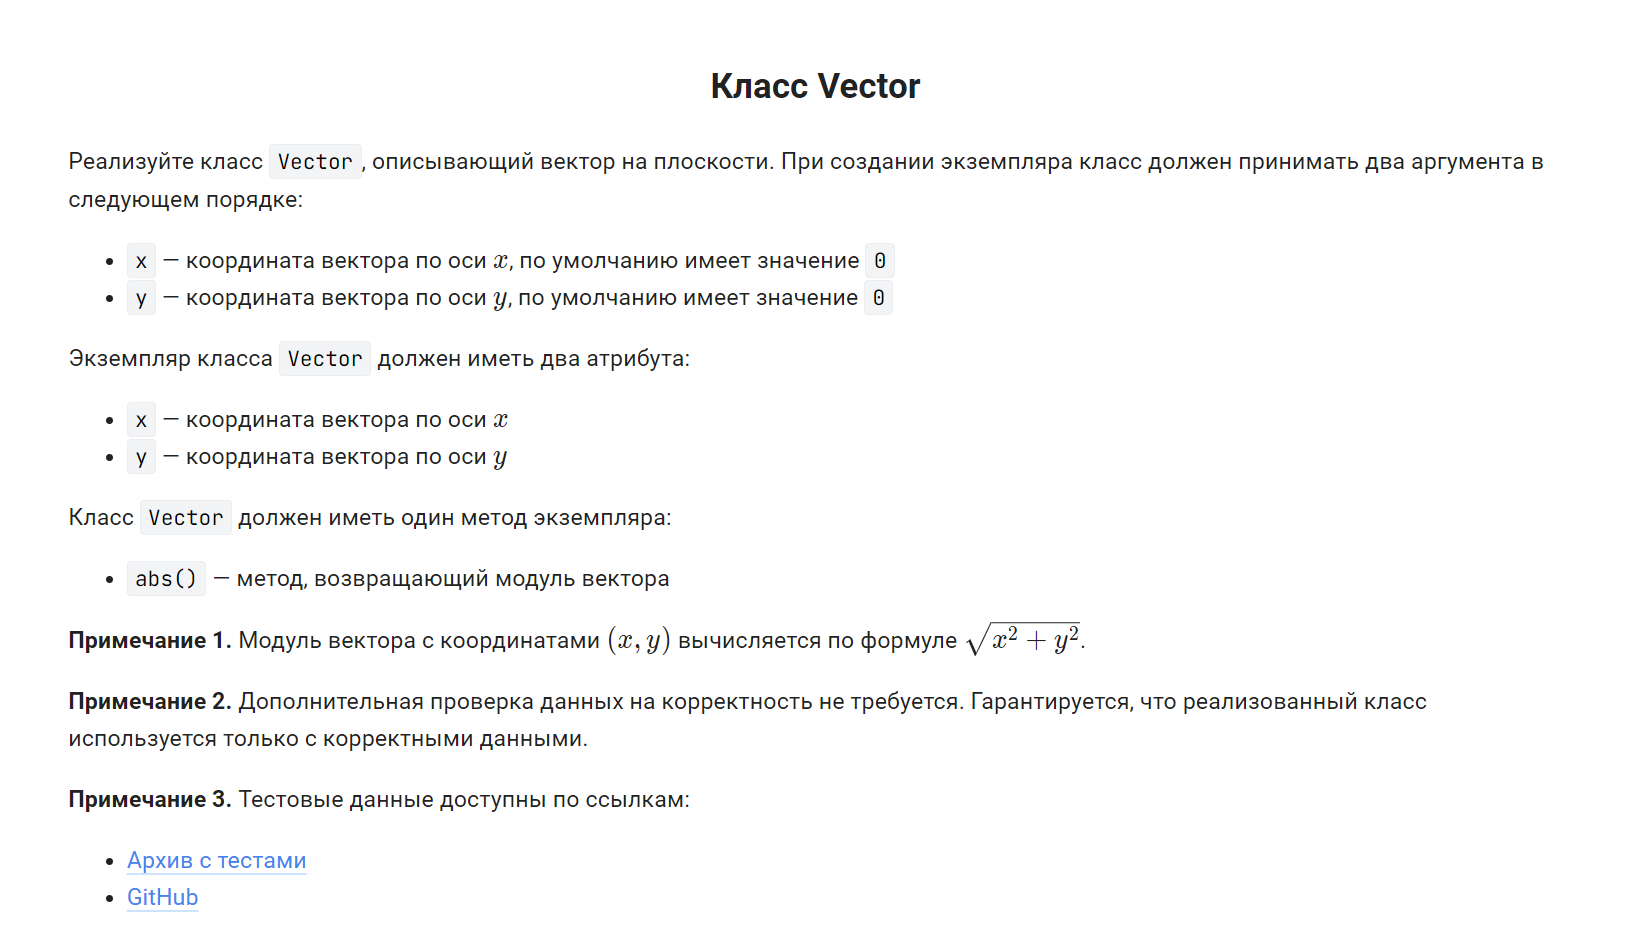 Класс Vector
Реализуйте класс Vector, описывающий вектор на плоскости. При создании экземпляра класс должен принимать два аргумента в
следующем порядке:
• x — координата вектора по оси x, по умолчанию имеет значение 0
• y — координата вектора по оси y, по умолчанию имеет значение 0
Экземпляр класса Vector должен иметь два атрибута:
• x — координата вектора по оси x
• y — координата вектора по оси y
Класс Vector должен иметь один метод экземпляра:
• abs() — метод, возвращающий модуль вектора
Примечание 1. Модуль вектора с координатами (x, y) вычисляется по формуле √(x² + y²).
Примечание 2. Дополнительная проверка данных на корректность не требуется. Гарантируется, что реализованный класс
используется только с корректными данными.
Примечание 3. Тестовые данные доступны по ссылкам:
• Архив с тестами
• GitHub